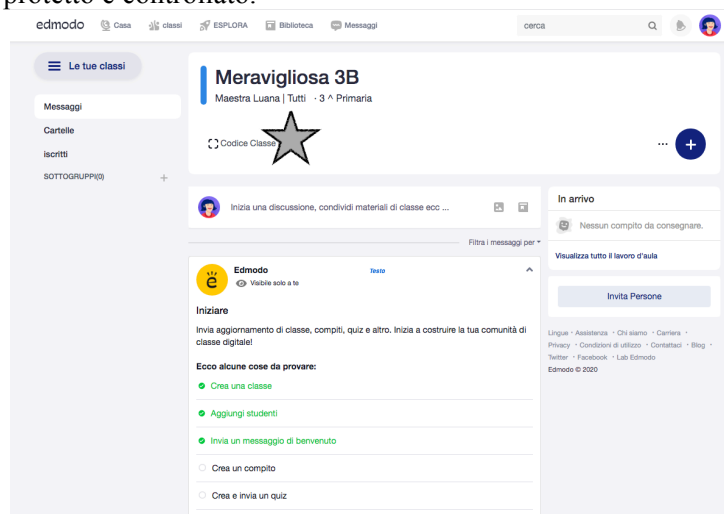 protetto e controllato.
edmodo Casa classi ESPLORA Biblioteca Messaggi cerca
Le tue classi
Messaggi
Cartelle
iscritti
SOTTOGRUPPI(0) +
Meravigliosa 3B
Maestra Luana | Tutti · 3 ^ Primaria
Codice Classe
... +
Inizia una discussione, condividi materiali di classe ecc ...
Filtra i messaggi per
Edmodo Testo
Visibile solo a te
Iniziare
Invia aggiornamento di classe, compiti, quiz e altro. Inizia a costruire la tua comunità di
classe digitale!
Ecco alcune cose da provare:
Crea una classe
Aggiungi studenti
Invia un messaggio di benvenuto
Crea un compito
Crea e invia un quiz
In arrivo
Nessun compito da consegnare.
Visualizza tutto il lavoro d'aula
Invita Persone
Lingue · Assistenza · Chi siamo · Carriera ·
Privacy · Condizioni di utilizzo · Contattaci · Blog ·
Twitter · Facebook · Lab Edmodo
Edmodo © 2020